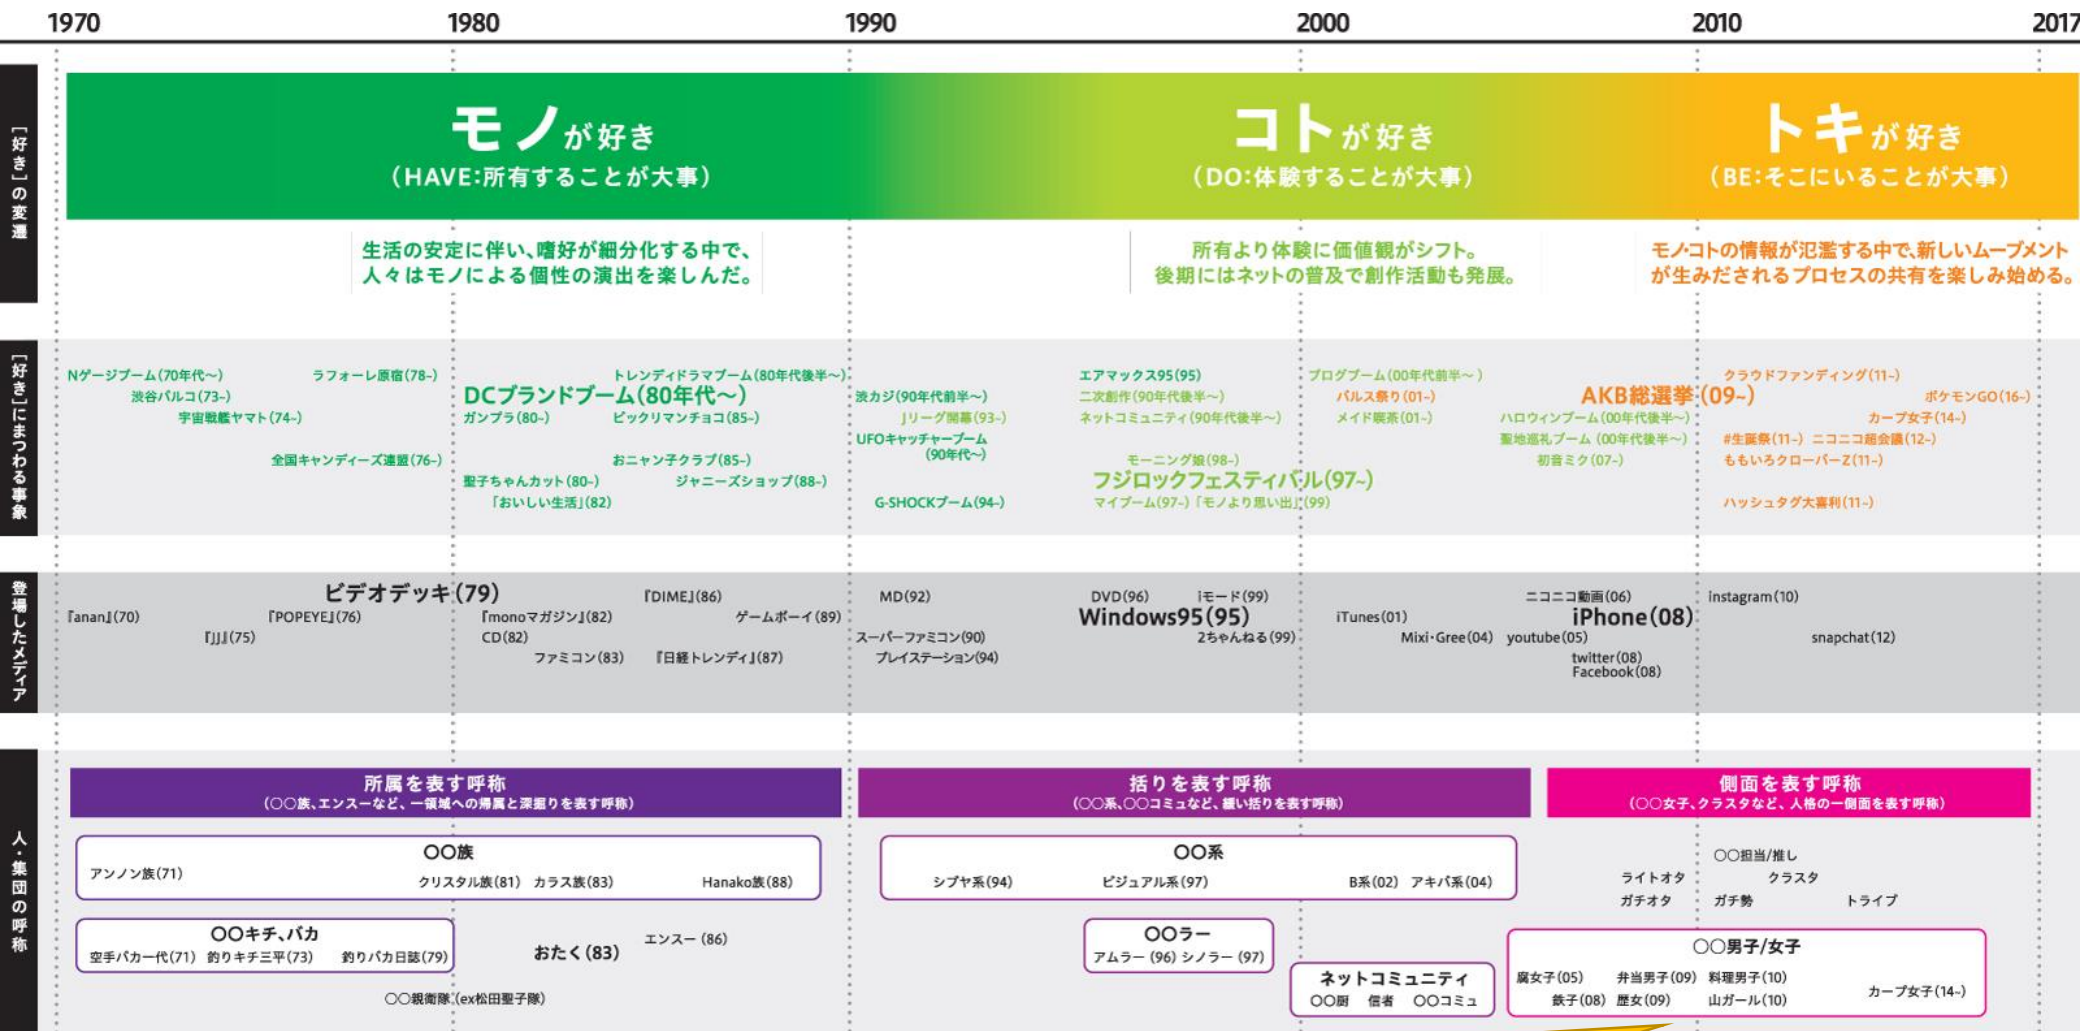 1970
1980
1990
2000
2010
2017
[好き]の変遷
モノが好き
(HAVE:所有することが大事)
コトが好き
(DO:体験することが大事)
トキが好き
(BE:そこにいることが大事)
生活の安定に伴い、嗜好が細分化する中で、
人々はモノによる個性の演出を楽しんだ。
所有より体験に価値観がシフト。
後期にはネットの普及で創作活動も発展。
モノ・コトの情報が氾濫する中で、新しいムーブメント
が生みだされるプロセスの共有を楽しみ始める。
[好き]にまつわる事象
Nゲージブーム(70年代~)
ラフォーレ原宿(78-)
渋谷パルコ(73~)
宇宙戦艦ヤマト(74~)
全国キャンディーズ連盟(76~)
トレンディドラマブーム(80年代後半~)
DCブランドブーム(80年代~)
ガンプラ(80~)
ビックリマンチョコ(85~)
おニャン子クラブ(85~)
聖子ちゃんカット(80~)
ジャニーズショップ(88~)
「おいしい生活」(82)
渋カジ(90年代前半~)
Jリーグ開幕(93~)
UFOキャッチャーブーム
(90年代~)
G-SHOCKブーム(94~)
エアマックス95(95)
二次創作(90年代後半~)
ネットコミュニティ(90年代後半~)
モーニング娘(98~)
フジロックフェスティバル(97~)
マイブーム(97~)「モノより思い出」(99)
ブログブーム(00年代前半~)
バルス祭り(01~)
メイド喫茶(01~)
AKB総選挙(09~)
ハロウィンブーム(00年代後半~)
聖地巡礼ブーム(00年代後半~)
初音ミク(07~)
クラウドファンディング(11~)
ポケモンGO(16~)
カープ女子(14~)
#生誕祭(11~) ニコニコ超会議(12~)
ももいろクローバーZ(11~)
ハッシュタグ大喜利(11~)
登場したメディア
ビデオデッキ(79)
『anan』(70)
『POPEYE』(76)
『JJ』(75)
『DIME』(86)
『monoマガジン』(82)
ゲームボーイ(89)
CD(82)
ファミコン(83)
『日経トレンディ』(87)
MD(92)
スーパーファミコン(90)
プレイステーション(94)
DVD(96)
iモード(99)
Windows95(95)
2ちゃんねる(99)
iTunes(01)
Mixi・Gree(04)
ニコニコ動画(06)
iPhone(08)
youtube(05)
twitter(08)
Facebook(08)
instagram(10)
snapchat(12)
人・集団の呼称
所属を表す呼称
(○○族、エンスーなど、一領域への帰属と深掘りを表す呼称)
括りを表す呼称
(○○系、○○コミュなど、緩い括りを表す呼称)
側面を表す呼称
(○○女子、クラスタなど、人格の一側面を表す呼称)
○○族
アンノン族(71)
クリスタル族(81) カラス族(83)
Hanako族(88)
○○キチ、バカ
空手バカ一代(71) 釣りキチ三平(73) 釣りバカ日誌(79)
おたく(83)
エンスー(86)
○○親衛隊(ex松田聖子隊)
○○系
シブヤ系(94)
ビジュアル系(97)
B系(02) アキバ系(04)
○○ラー
アムラー(96) シノラー(97)
ネットコミュニティ
○○厨 信者 ○○コミュ
○○担当/推し
ライトオタ
クラスタ
ガチオタ
ガチ勢
トライブ
○○男子/女子
腐女子(05)
弁当男子(09) 料理男子(10)
鉄子(08) 歴女(09)
山ガール(10)
カープ女子(14~)